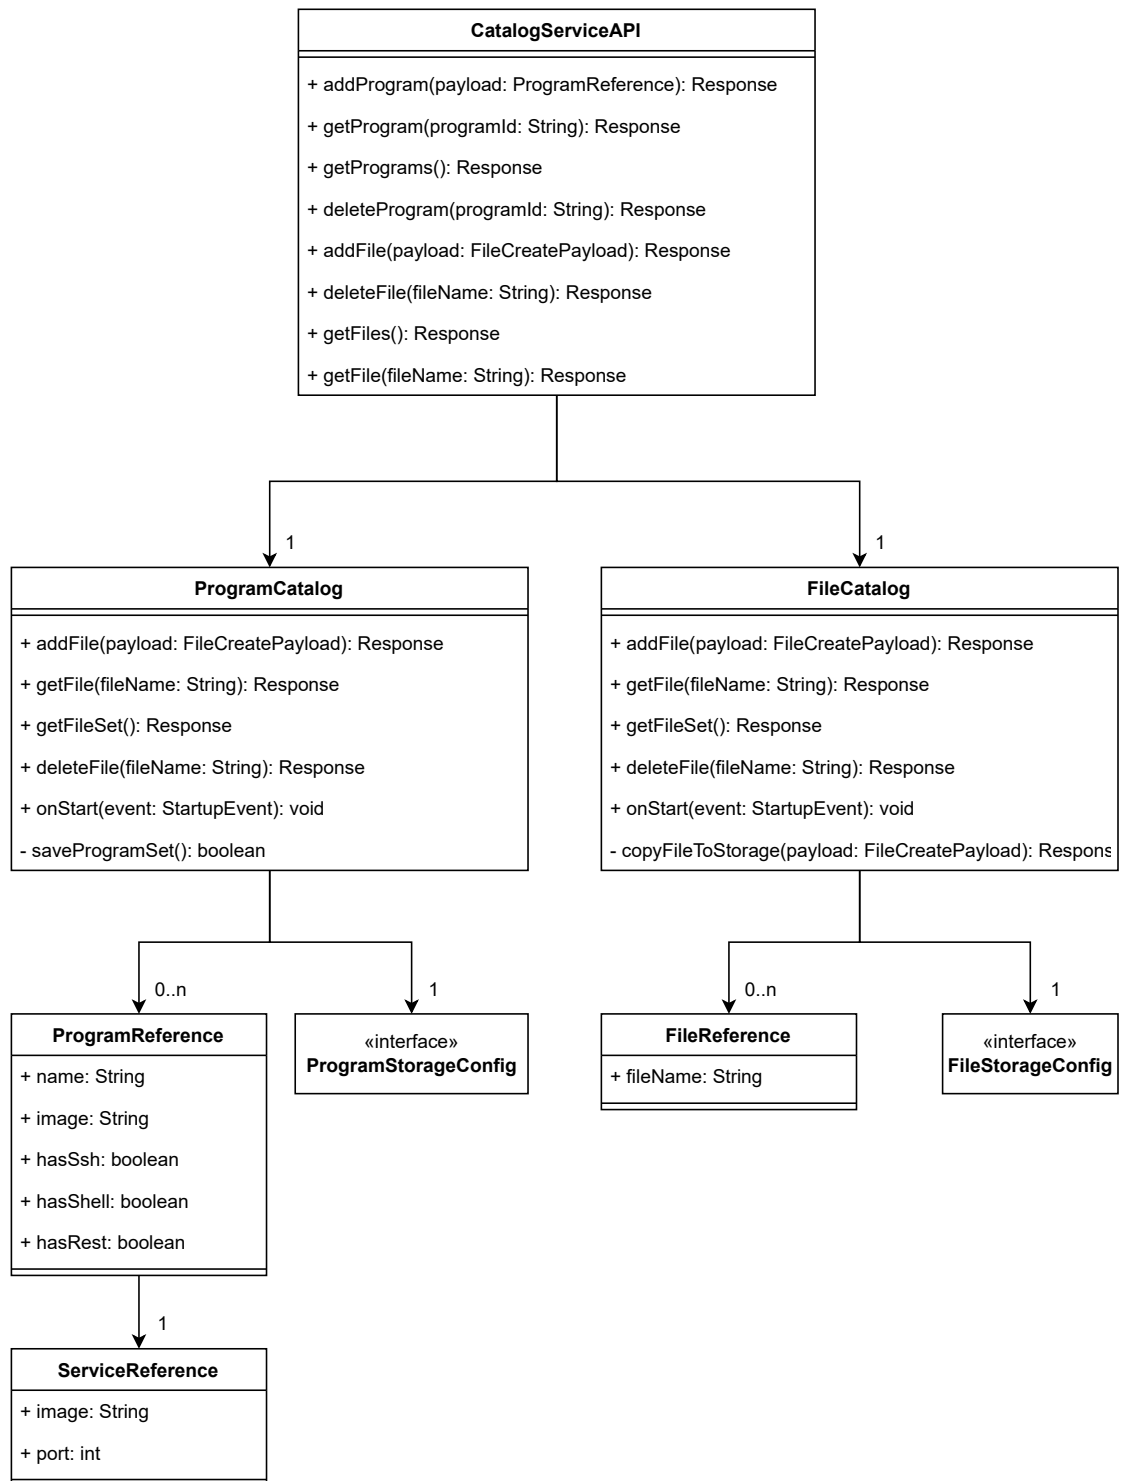 CatalogServiceAPI
+ addProgram(payload: ProgramReference): Response
+ getProgram(programId: String): Response
+ getPrograms(): Response
+ deleteProgram(programId: String): Response
+ addFile(payload: FileCreatePayload): Response
+ deleteFile(fileName: String): Response
+ getFiles(): Response
+ getFile(fileName: String): Response
1
1
ProgramCatalog
+ addFile(payload: FileCreatePayload): Response
+ getFile(fileName: String): Response
+ getFileSet(): Response
+ deleteFile(fileName: String): Response
+ onStart(event: StartupEvent): void
- saveProgramSet(): boolean
FileCatalog
+ addFile(payload: FileCreatePayload): Response
+ getFile(fileName: String): Response
+ getFileSet(): Response
+ deleteFile(fileName: String): Response
+ onStart(event: StartupEvent): void
- copyFileToStorage(payload: FileCreatePayload): Respons
0..n
1
0..n
1
ProgramReference
+ name: String
+ image: String
+ hasSsh: boolean
+ hasShell: boolean
+ hasRest: boolean
«interface»
ProgramStorageConfig
FileReference
+ fileName: String
«interface»
FileStorageConfig
1
ServiceReference
+ image: String
+ port: int